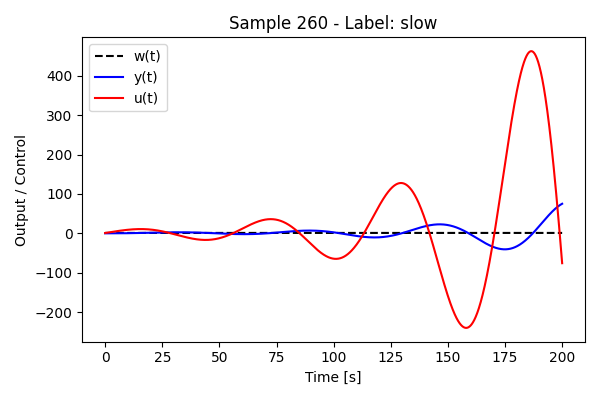 Sample 260 - Label: slow
w(t)
y(t)
u(t)
Output / Control
400
300
200
100
0
−100
−200
0 25 50 75 100 125 150 175 200
Time [s]